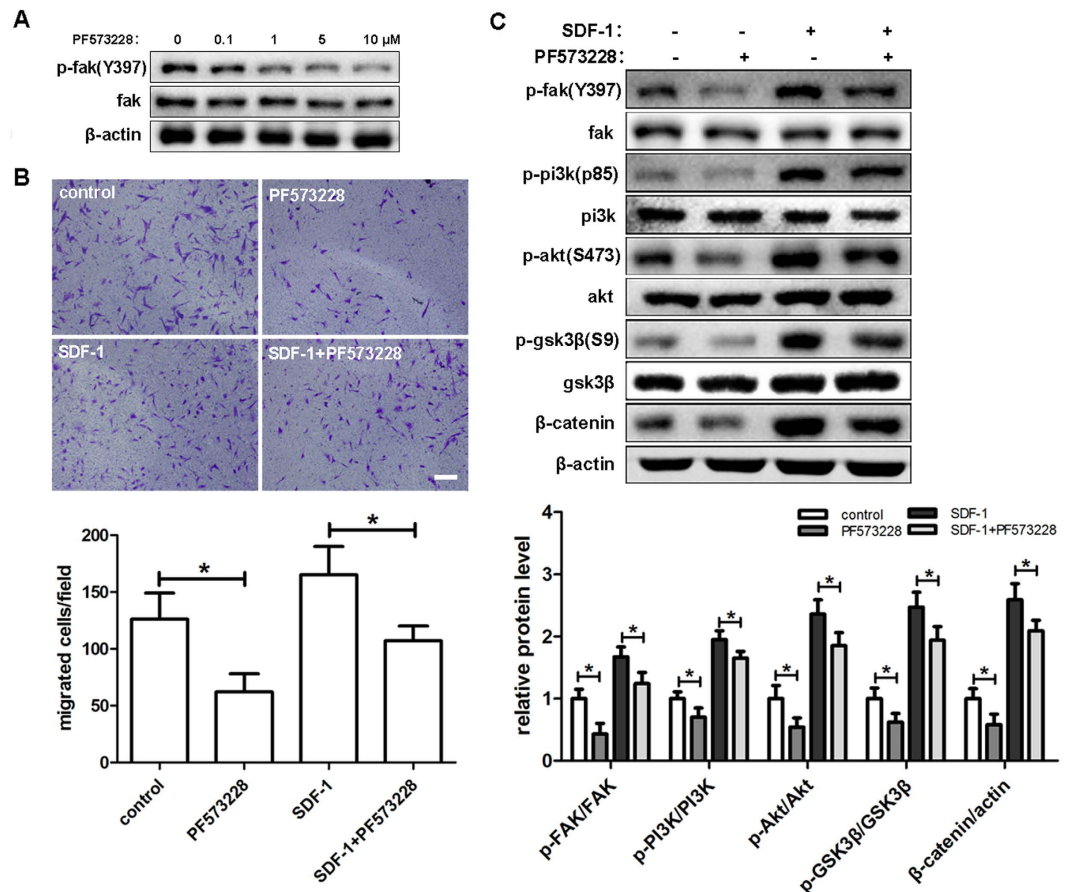 A
PF573228: 0 0.1 1 5 10 µM
p-fak(Y397)
fak
β-actin
B
control
PF573228
SDF-1
SDF-1+PF573228
200
150
100
50
0
migrated cells/field
*
*
control
PF573228
SDF-1
SDF-1+PF573228
C
SDF-1: - - + +
PF573228: - + - +
p-fak(Y397)
fak
p-pi3k(p85)
pi3k
p-akt(S473)
akt
p-gsk3β(S9)
gsk3β
β-catenin
β-actin
control
SDF-1
PF573228
SDF-1+PF573228
4
2
1
0
relative protein level
* * * * * * * * * *
p-FAK/FAK
p-PI3K/PI3K
p-Akt/Akt
p-GSK3β/GSK3β
β-catenin/actin